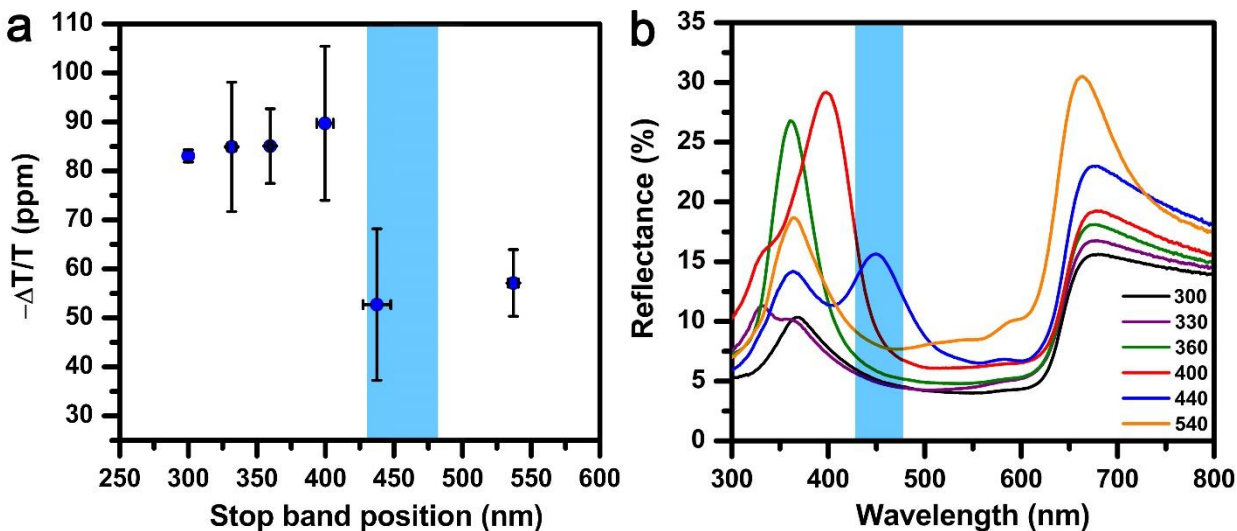 a
110
100
90
80
70
60
50
40
30
−ΔT/T (ppm)
250 300 350 400 450 500 550 600
Stop band position (nm)
b
35
30
25
20
15
10
5
0
Reflectance (%)
300
330
360
400
440
540
300 400 500 600 700 800
Wavelength (nm)